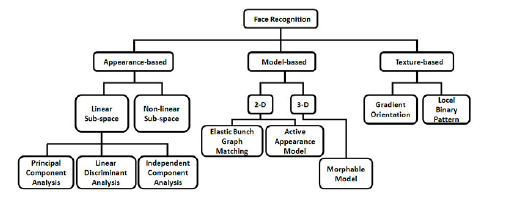 Face Recognition
Appearance-based
Model-based
Texture-based
Linear
Sub-space
Non-linear
Sub-space
2-D
3-D
Gradient
Orientation
Local
Binary
Pattern
Elastic Bunch
Graph
Matching
Active
Appearance
Model
Principal
Component
Analysis
Linear
Discriminant
Analysis
Independent
Component
Analysis
Morphable
Model